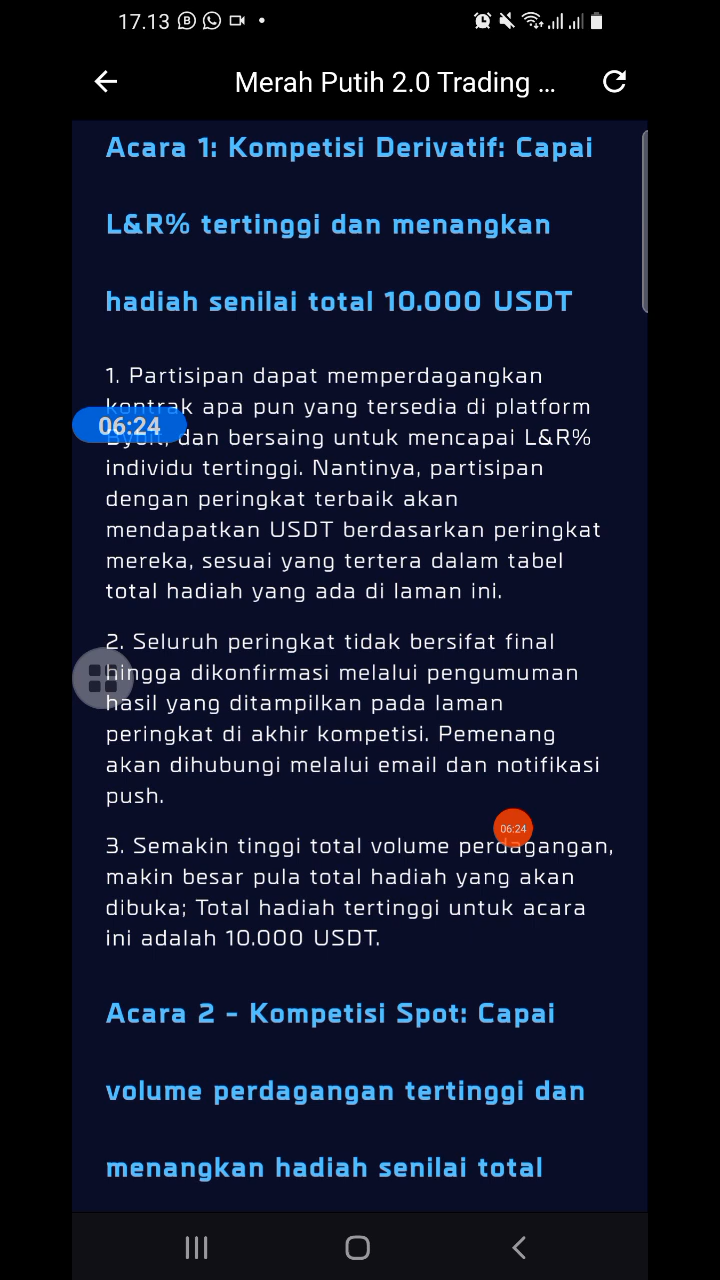 17.13
Merah Putih 2.0 Trading ...
Acara 1: Kompetisi Derivatif: Capai
L&R% tertinggi dan menangkan
hadiah senilai total 10.000 USDT
1. Partisipan dapat memperdagangkan
kontrak apa pun yang tersedia di platform
06:24
Bybit, dan bersaing untuk mencapai L&R%
individu tertinggi. Nantinya, partisipan
dengan peringkat terbaik akan
mendapatkan USDT berdasarkan peringkat
mereka, sesuai yang tertera dalam tabel
total hadiah yang ada di laman ini.
2. Seluruh peringkat tidak bersifat final
hingga dikonfirmasi melalui pengumuman
hasil yang ditampilkan pada laman
peringkat di akhir kompetisi. Pemenang
akan dihubungi melalui email dan notifikasi
push.
06:24
3. Semakin tinggi total volume perdagangan,
makin besar pula total hadiah yang akan
dibuka; Total hadiah tertinggi untuk acara
ini adalah 10.000 USDT.
Acara 2 - Kompetisi Spot: Capai
volume perdagangan tertinggi dan
menangkan hadiah senilai total